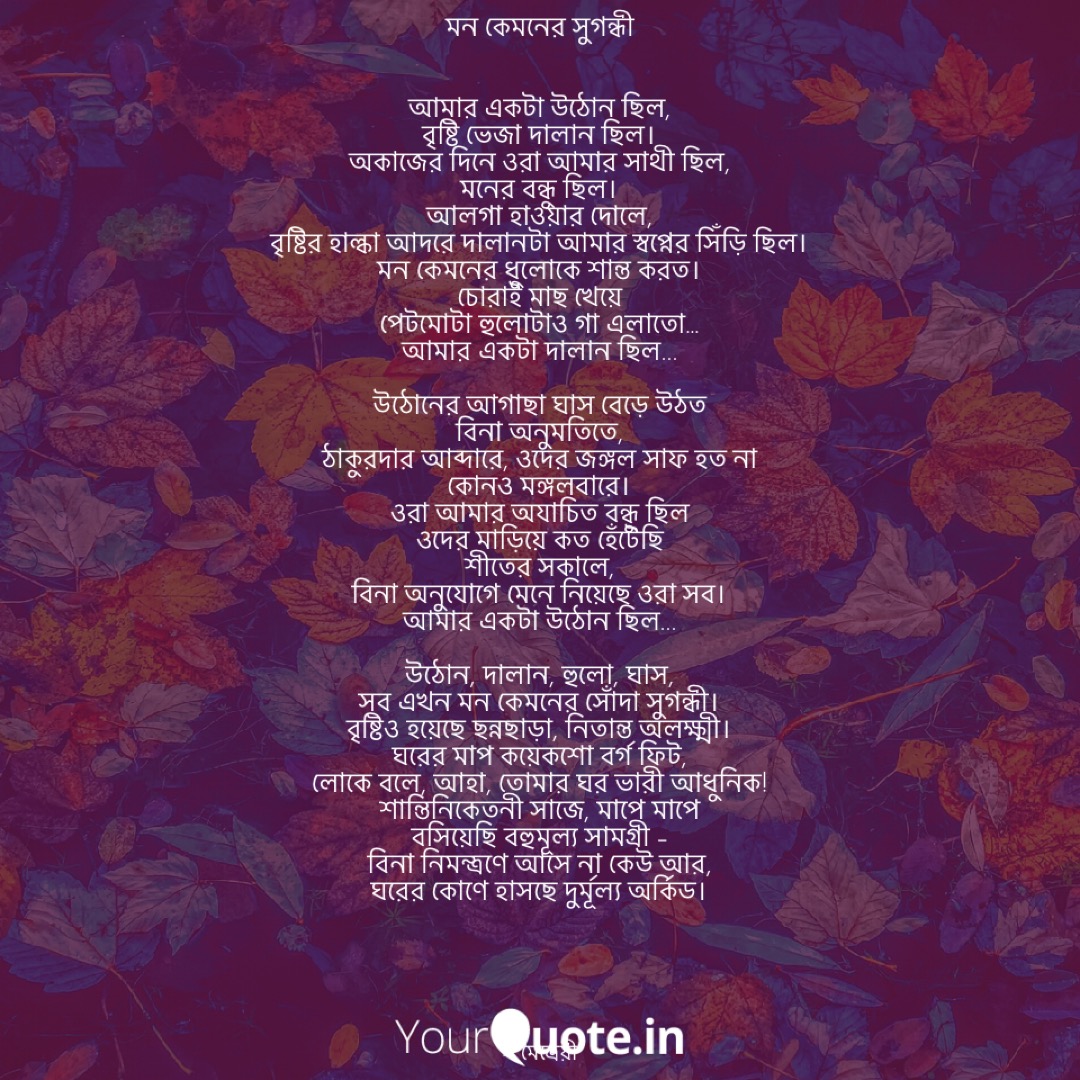 মন কেমনের সুগন্ধী
আমার একটা উঠোন ছিল,
বৃষ্টি ভেজা দালান ছিল।
অকাজের দিনে ওরা আমার সাথী ছিল,
মনের বন্ধু ছিল।
আলগা হাওয়ার দোলে,
বৃষ্টির হাল্কা আদরে দালানটা আমার স্বপ্নের সিঁড়ি ছিল।
মন কেমনের ধুলোকে শান্ত করত।
চোরাই মাছ খেয়ে
পেটমোটা হুলোটাও গা এলাতো...
আমার একটা দালান ছিল...
উঠোনের আগাছা ঘাস বেড়ে উঠত
বিনা অনুমতিতে,
ঠাকুরদার আব্দারে, ওদের জঙ্গল সাফ হত না
কোনও মঙ্গলবারে।
ওরা আমার অযাচিত বন্ধু ছিল
ওদের মাড়িয়ে কত হেঁটেছি
শীতের সকালে,
বিনা অনুযোগে মেনে নিয়েছে ওরা সব।
আমার একটা উঠোন ছিল...
উঠোন, দালান, হুলো, ঘাস,
সব এখন মন কেমনের সোঁদা সুগন্ধী।
বৃষ্টিও হয়েছে ছন্নছাড়া, নিতান্ত অলক্ষ্মী।
ঘরের মাপ কয়েকশো বর্গ ফিট,
লোকে বলে, আহা, তোমার ঘর ভারী আধুনিক!
শান্তিনিকেতনী সাজে, মাপে মাপে
বসিয়েছি বহুমূল্য সামগ্রী –
বিনা নিমন্ত্রণে আসে না কেউ আর,
ঘরের কোণে হাসছে দুর্মূল্য অর্কিড।
YourQuote.in